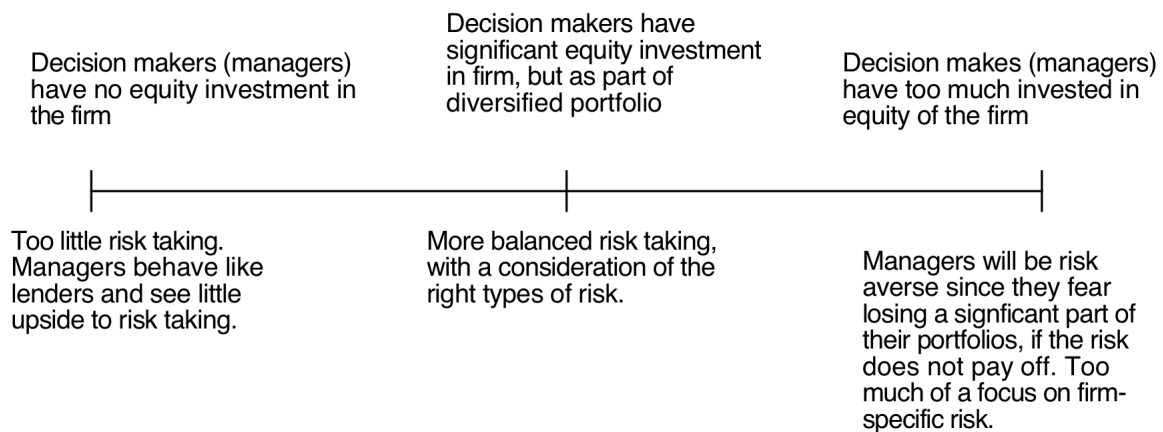 Decision makers (managers)
have no equity investment in
the firm
Decision makers have
significant equity investment
in firm, but as part of
diversified portfolio
Decision makes (managers)
have too much invested in
equity of the firm
Too little risk taking.
Managers behave like
lenders and see little
upside to risk taking.
More balanced risk taking,
with a consideration of the
right types of risk.
Managers will be risk
averse since they fear
losing a signficant part of
their portfolios, if the risk
does not pay off. Too
much of a focus on firm-
specific risk.